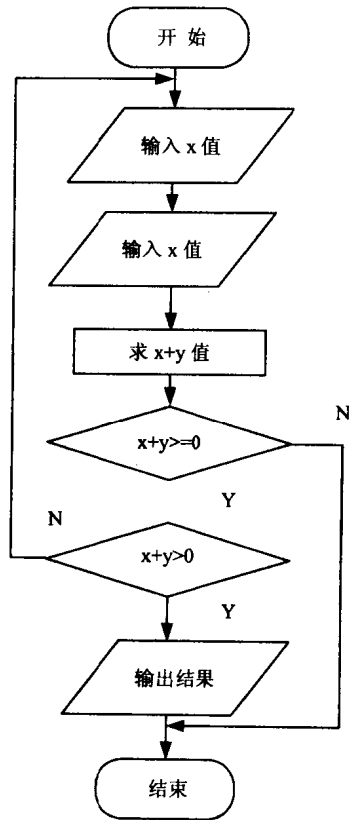 开 始
输入 x 值
输入 x 值
求 x+y 值
x+y>=0
N
Y
N
x+y>0
Y
输出结果
结束